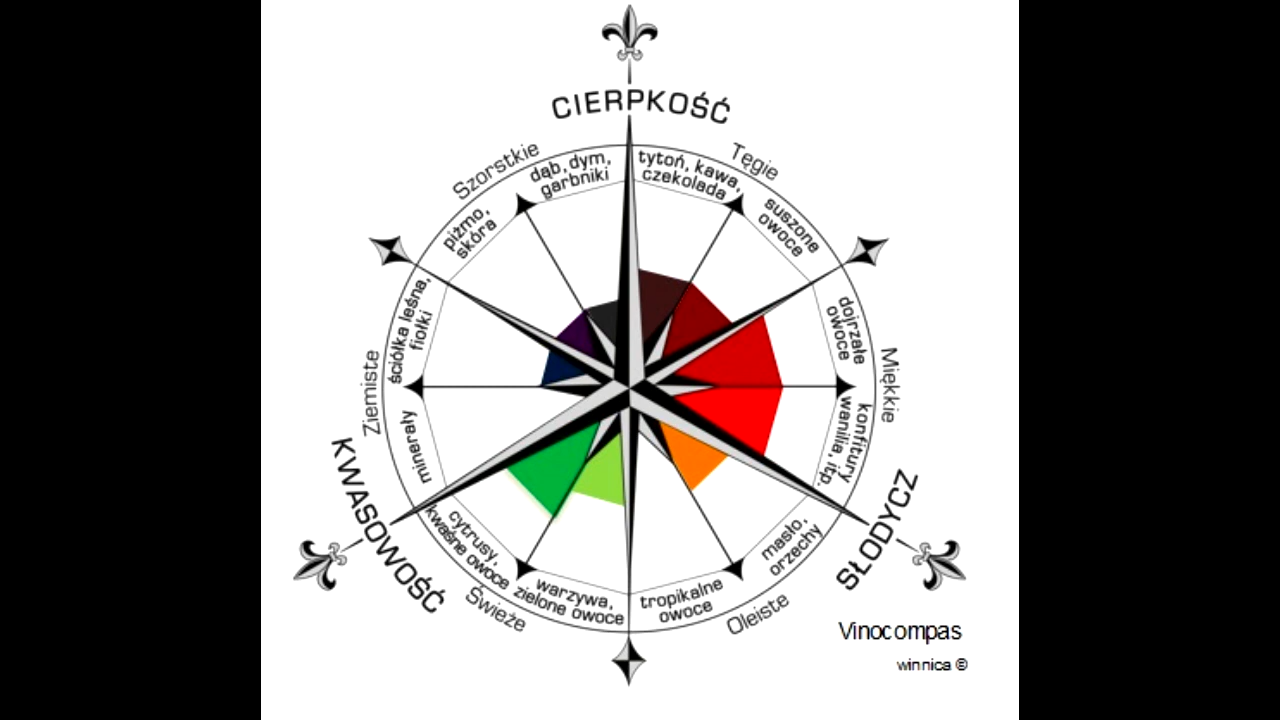 CIERPKOŚĆ
Szorstkie
Tęgie
dąb, dym,
garbniki
tytoń, kawa,
czekolada
piżmo,
skóra
suszone
owoce
ściółka leśna,
fiołki
dojrzałe
owoce
Ziemiste
Miękkie
minerały
konfitury
wanilia, itp.
KWASOWOŚĆ
SŁODYCZ
cytrusy,
kwaśne owoce
masło,
orzechy
warzywa,
zielone owoce
tropikalne
owoce
Świeże
Oleiste
Vinocompas
winnica ©